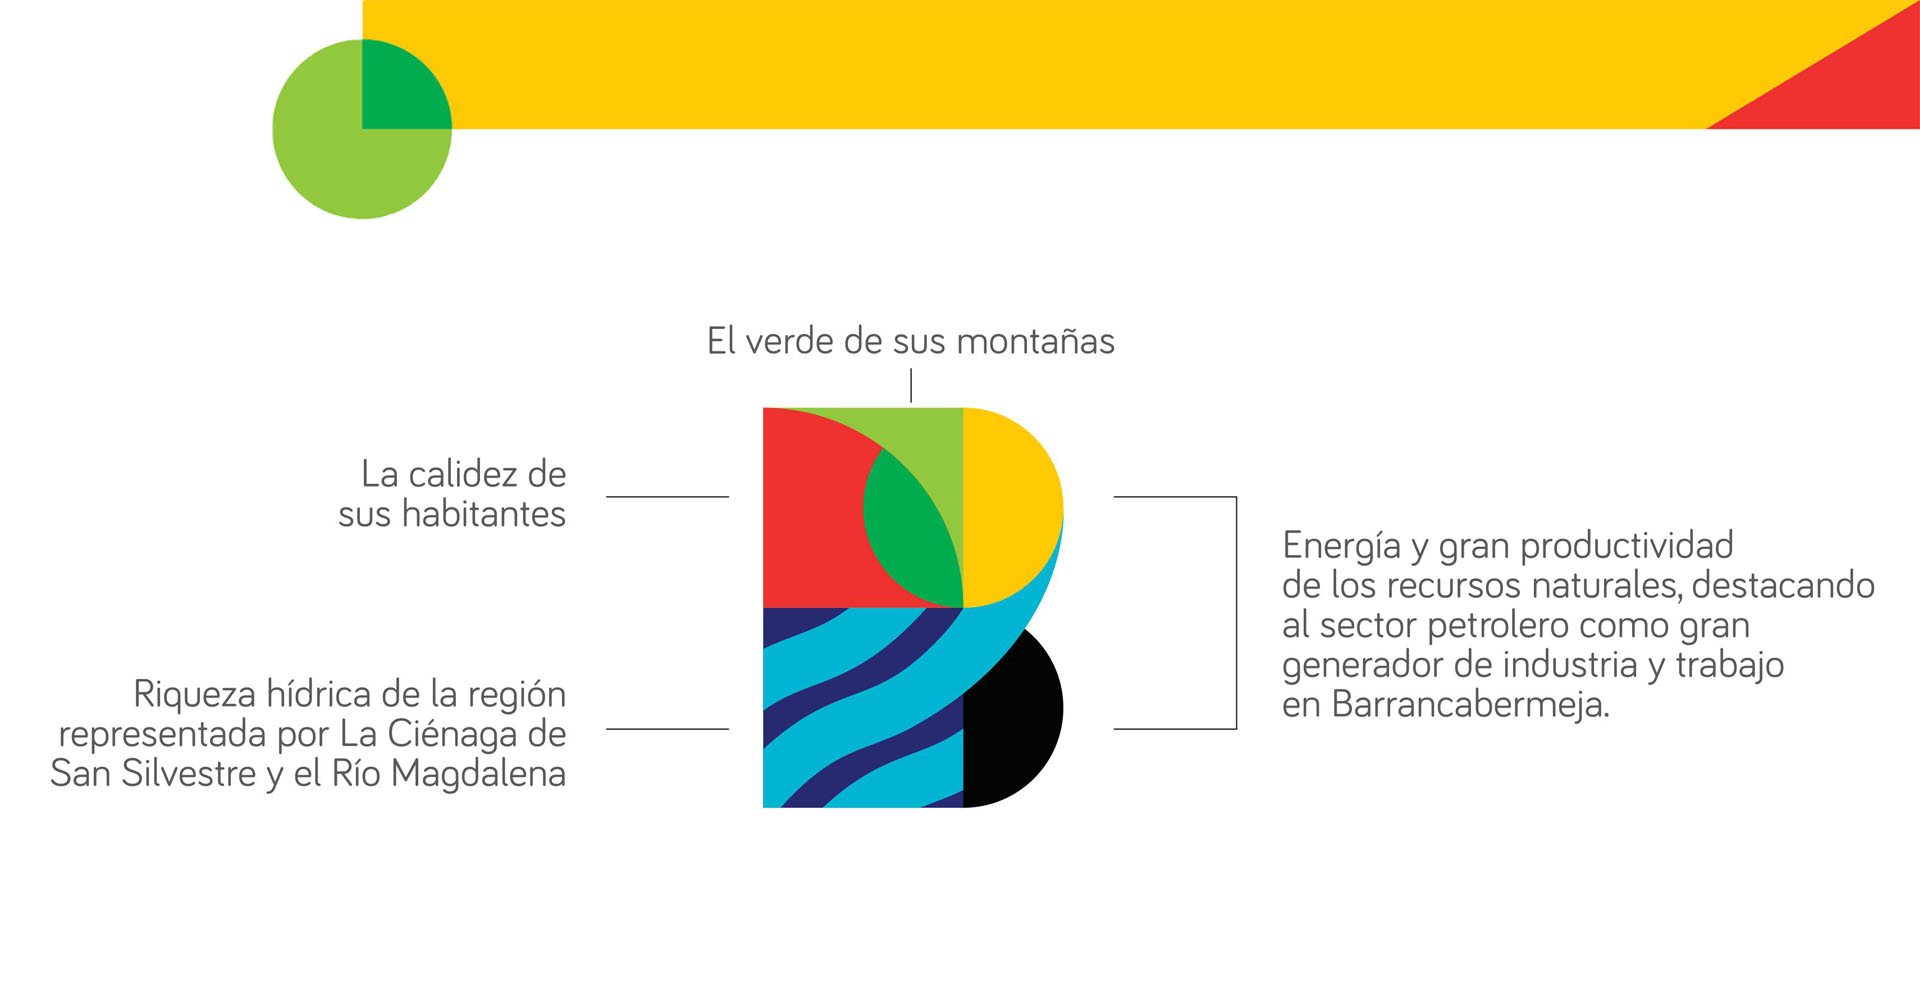 El verde de sus montañas
La calidez de
sus habitantes
Riqueza hídrica de la región
representada por La Ciénaga de
San Silvestre y el Río Magdalena
Energía y gran productividad
de los recursos naturales, destacando
al sector petrolero como gran
generador de industria y trabajo
en Barrancabermeja.